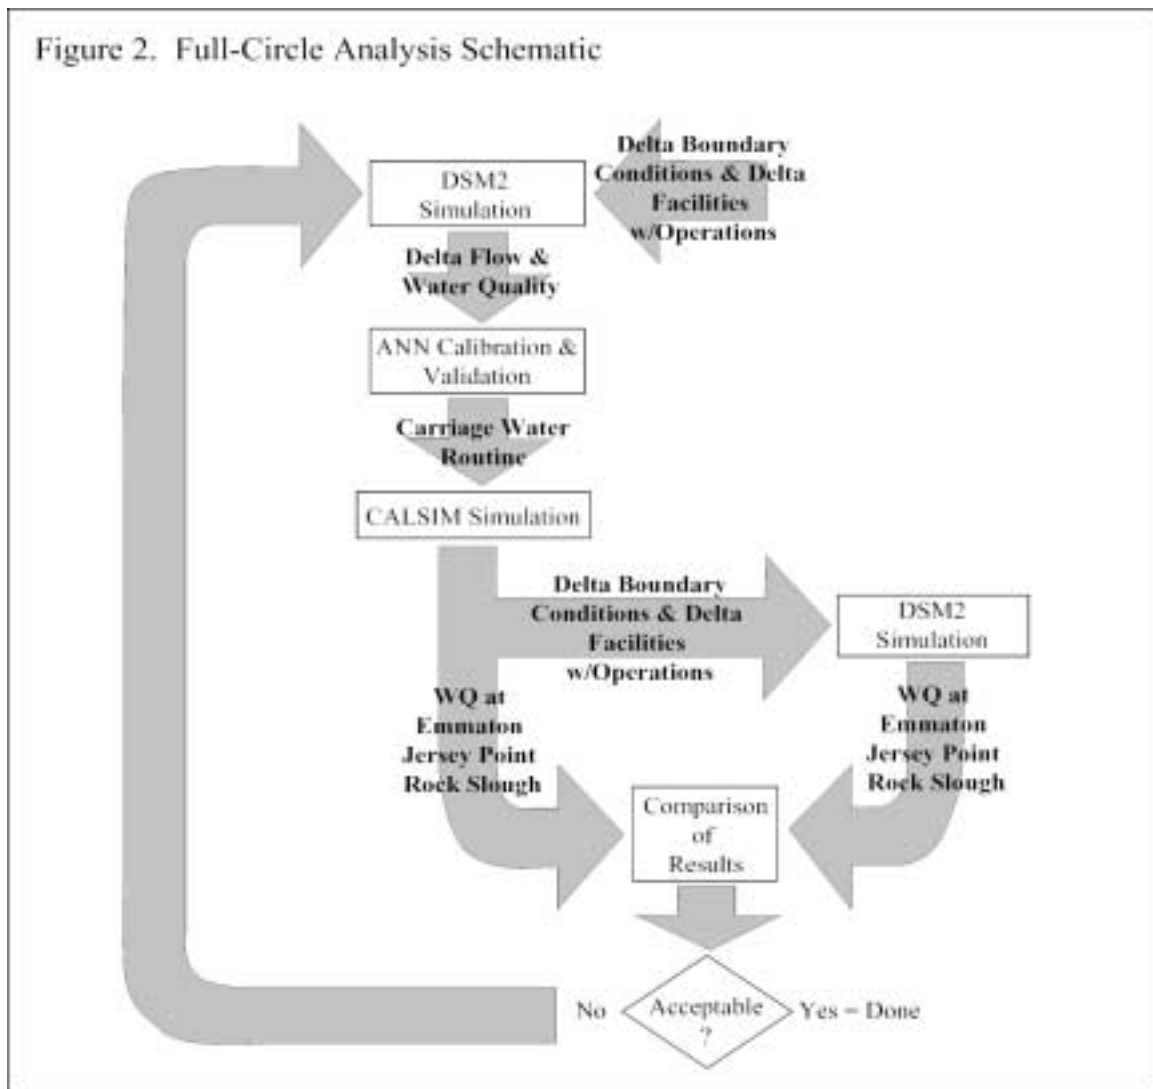 Figure 2. Full-Circle Analysis Schematic
DSM2
Simulation
Delta Boundary
Conditions & Delta
Facilities
w/Operations
Delta Flow &
Water Quality
ANN Calibration &
Validation
Carriage Water
Routine
CALSIM Simulation
Delta Boundary
Conditions & Delta
Facilities
w/Operations
DSM2
Simulation
WQ at
Emmaton
Jersey Point
Rock Slough
WQ at
Emmaton
Jersey Point
Rock Slough
Comparison
of
Results
No
Acceptable
?
Yes = Done